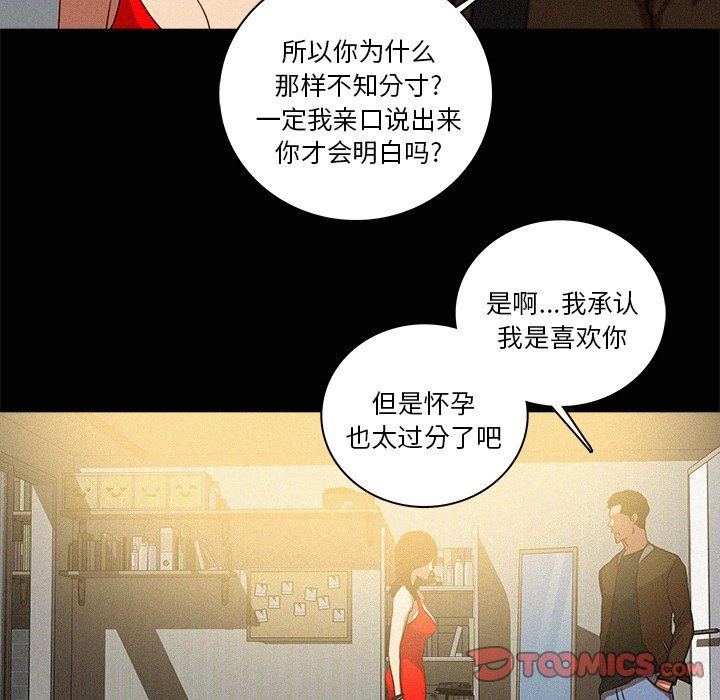 所以你为什么
那样不知分寸?
一定我亲口说出来
你才会明白吗?
是啊...我承认
我是喜欢你
但是怀孕
也太过分了吧
TOOMICS.COM